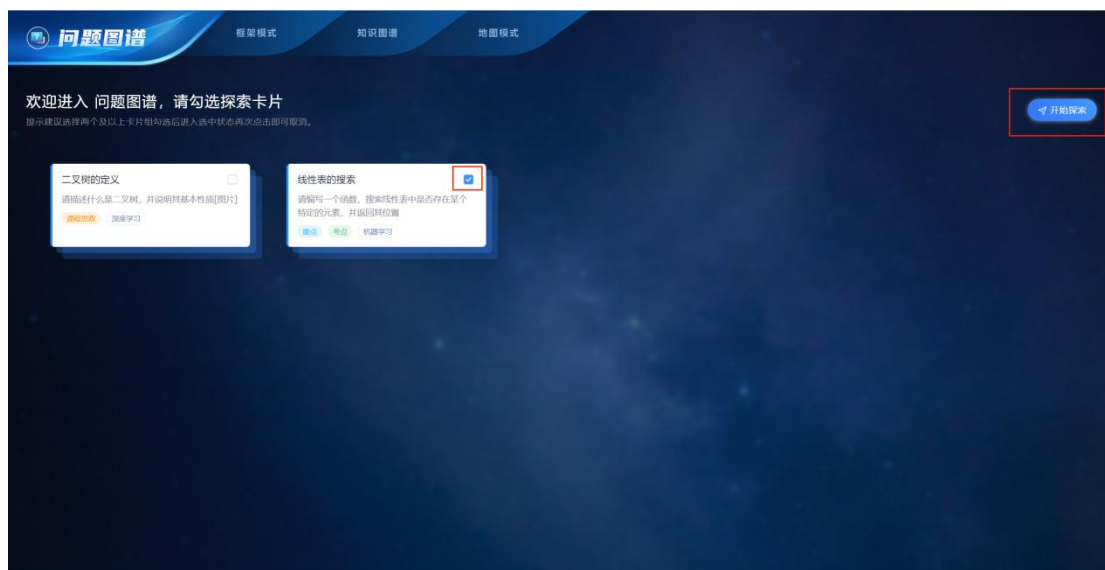 问题图谱
框架模式
知识图谱
地图模式
欢迎进入 问题图谱，请勾选探索卡片
提示建议选择两个及以上卡片组勾选后进入选中状态再次点击即可取消。
开始探索
二叉树的定义
请描述什么是二叉树，并说明其基本性质[图片]
课程思政 深度学习
线性表的搜索
请编写一个函数，搜索线性表中是否存在某个
特定的元素，并返回其位置
重点 考点 机器学习